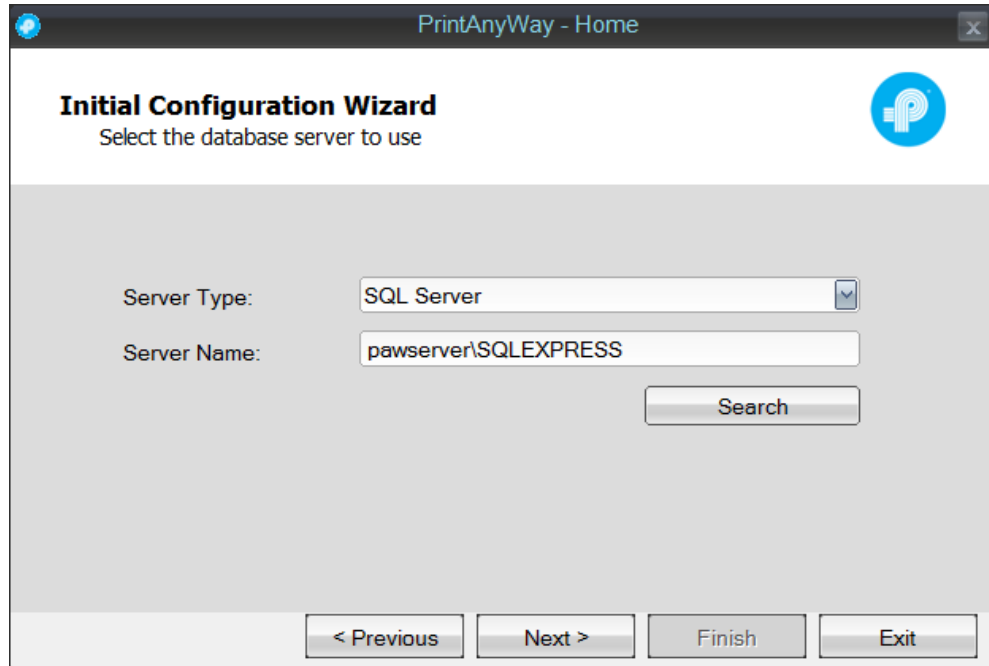 PrintAnyWay - Home
x
Initial Configuration Wizard
Select the database server to use
Server Type:
SQL Server
Server Name:
pawserver\SQLEXPRESS
Search
< Previous
Next >
Finish
Exit